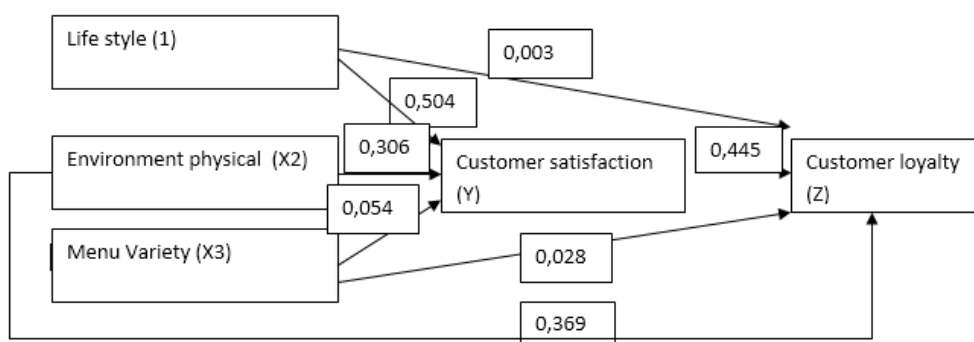 Life style (1)
0,003
0,504
Environment physical (X2)
0,306
Customer satisfaction
(Y)
0,445
Customer loyalty
(Z)
0,054
Menu Variety (X3)
0,028
0,369